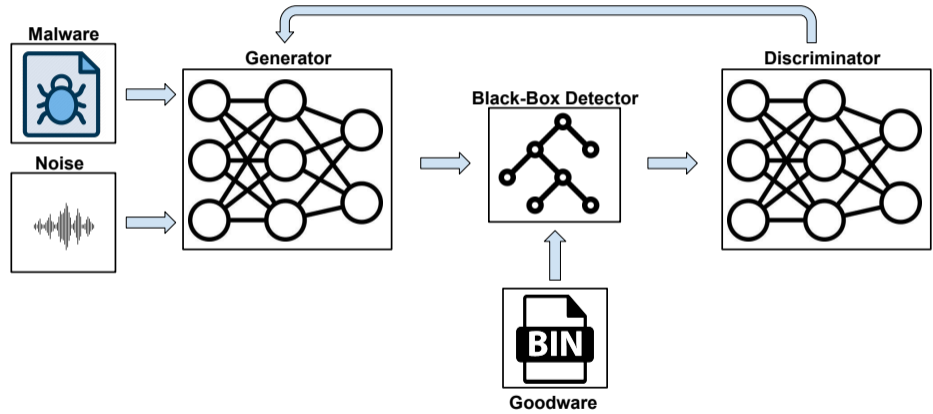 Malware
Generator
Discriminator
Black-Box Detector
Noise
BIN
Goodware